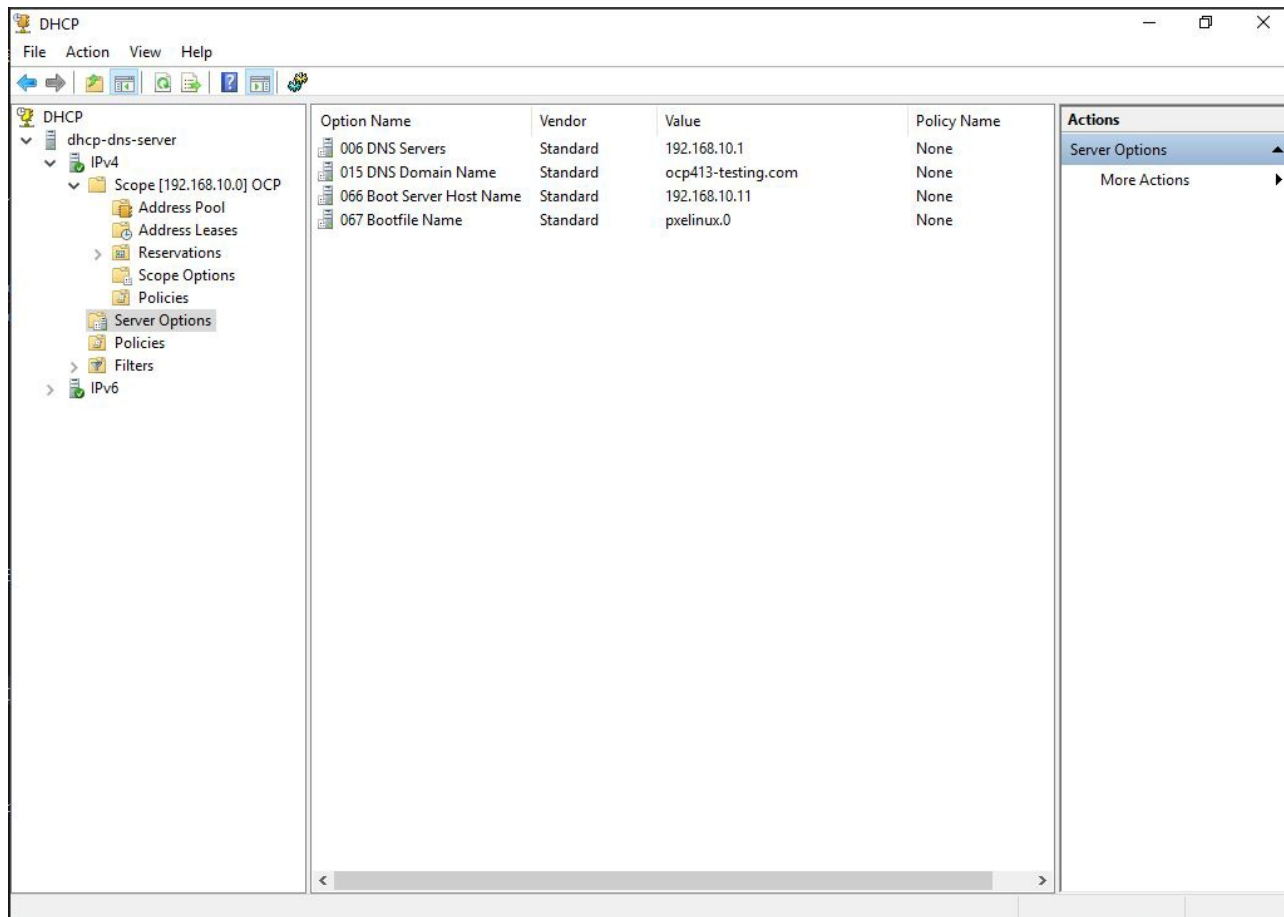 DHCP
File Action View Help
DHCP
dhcp-dns-server
IPv4
Scope [192.168.10.0] OCP
Address Pool
Address Leases
Reservations
Scope Options
Policies
Server Options
Policies
Filters
IPv6
Option Name Vendor Value Policy Name
006 DNS Servers Standard 192.168.10.1 None
015 DNS Domain Name Standard ocp413-testing.com None
066 Boot Server Host Name Standard 192.168.10.11 None
067 Bootfile Name Standard pxelinux.0 None
Actions
Server Options
More Actions